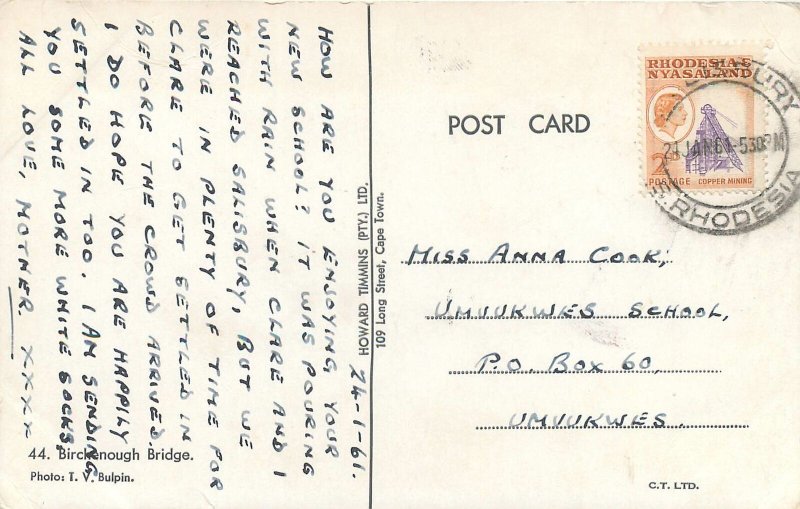 24-1-61.
HOW ARE YOU ENJOYING YOUR
NEW SCHOOL? IT WAS POURING
WITH RAIN WHEN CLARE AND I
REACHED SALISBURY, BUT WE
WERE IN PLENTY OF TIME FOR
CLARE TO GET SETTLED IN
BEFORE THE CROWD ARRIVED.
I DO HOPE YOU ARE HAPPILY
SETTLED IN TOO. I AM SENDING
YOU SOME MORE WHITE SOCKS,
ALL LOVE, MOTHER. XXXX
44. Birchenough Bridge.
Photo: T. V. Bulpin.
HOWARD TIMMINS (PTY.) LTD.
109 Long Street, Cape Town.
POST CARD
RHODESIA &
NYASALAND
POSTAGE COPPER MINING
JAN 61-530PM
S. RHODESIA
MISS ANNA COOK,
UMVUKWES SCHOOL,
P.O. BOX 60,
UMVUKWES.
C.T. LTD.